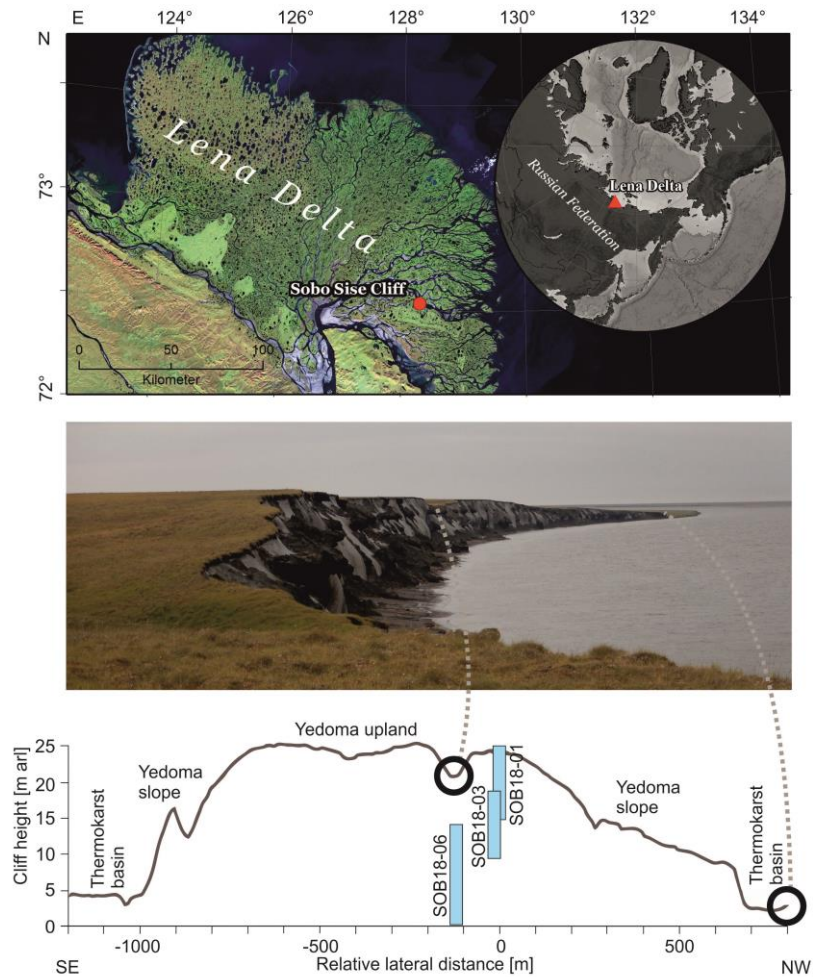 E 124° 126° 128° 130° 132° 134°
N
73°
72°
Lena Delta
Sobo Sise Cliff
0 50 100
Kilometer
Lena Delta
Russian Federation
Yedoma upland
Yedoma
slope
Yedoma
slope
Thermokarst
basin
Thermokarst
basin
SOB18-01
SOB18-03
SOB18-06
Cliff height [m arl]
25
20
15
10
5
0
-1000 -500 0 500
SE Relative lateral distance [m] NW